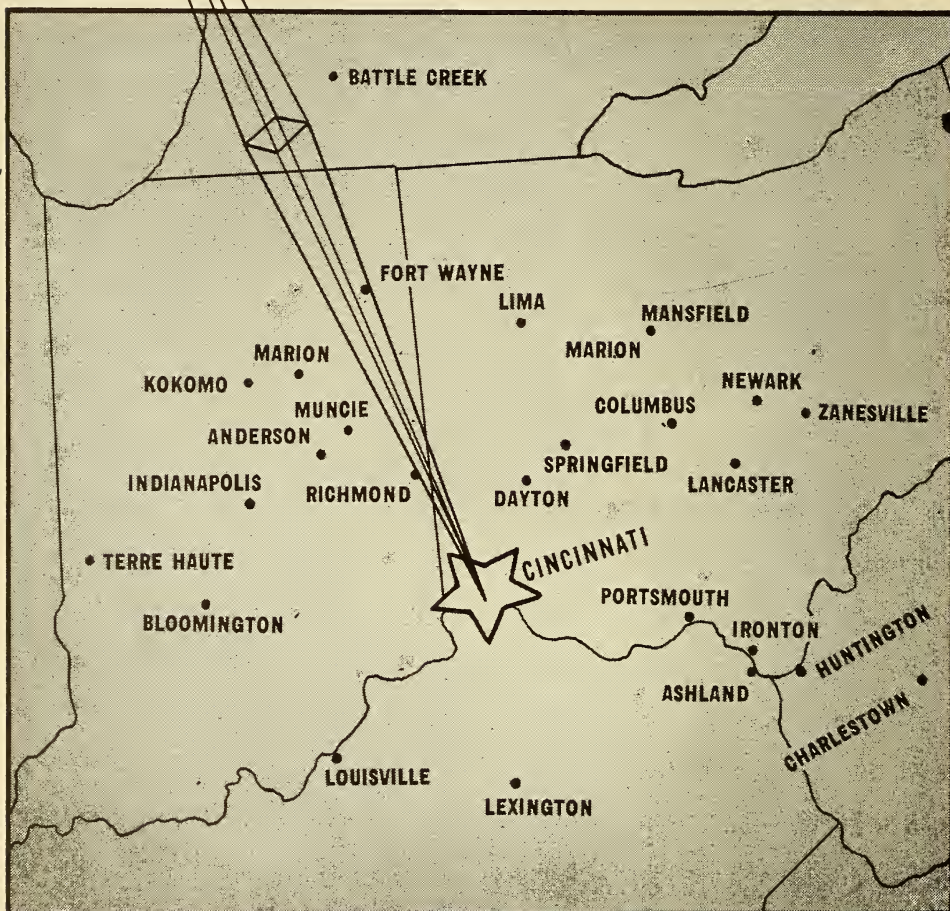 BATTLE CREEK
FORT WAYNE
LIMA
MANSFIELD
MARION
MARION
KOKOMO
NEWARK
MUNCIE
COLUMBUS
ZANESVILLE
ANDERSON
SPRINGFIELD
INDIANAPOLIS
RICHMOND
DAYTON
LANCASTER
CINCINNATI
TERRE HAUTE
PORTSMOUTH
BLOOMINGTON
IRONTON
HUNTINGTON
ASHLAND
CHARLESTOWN
LOUISVILLE
LEXINGTON